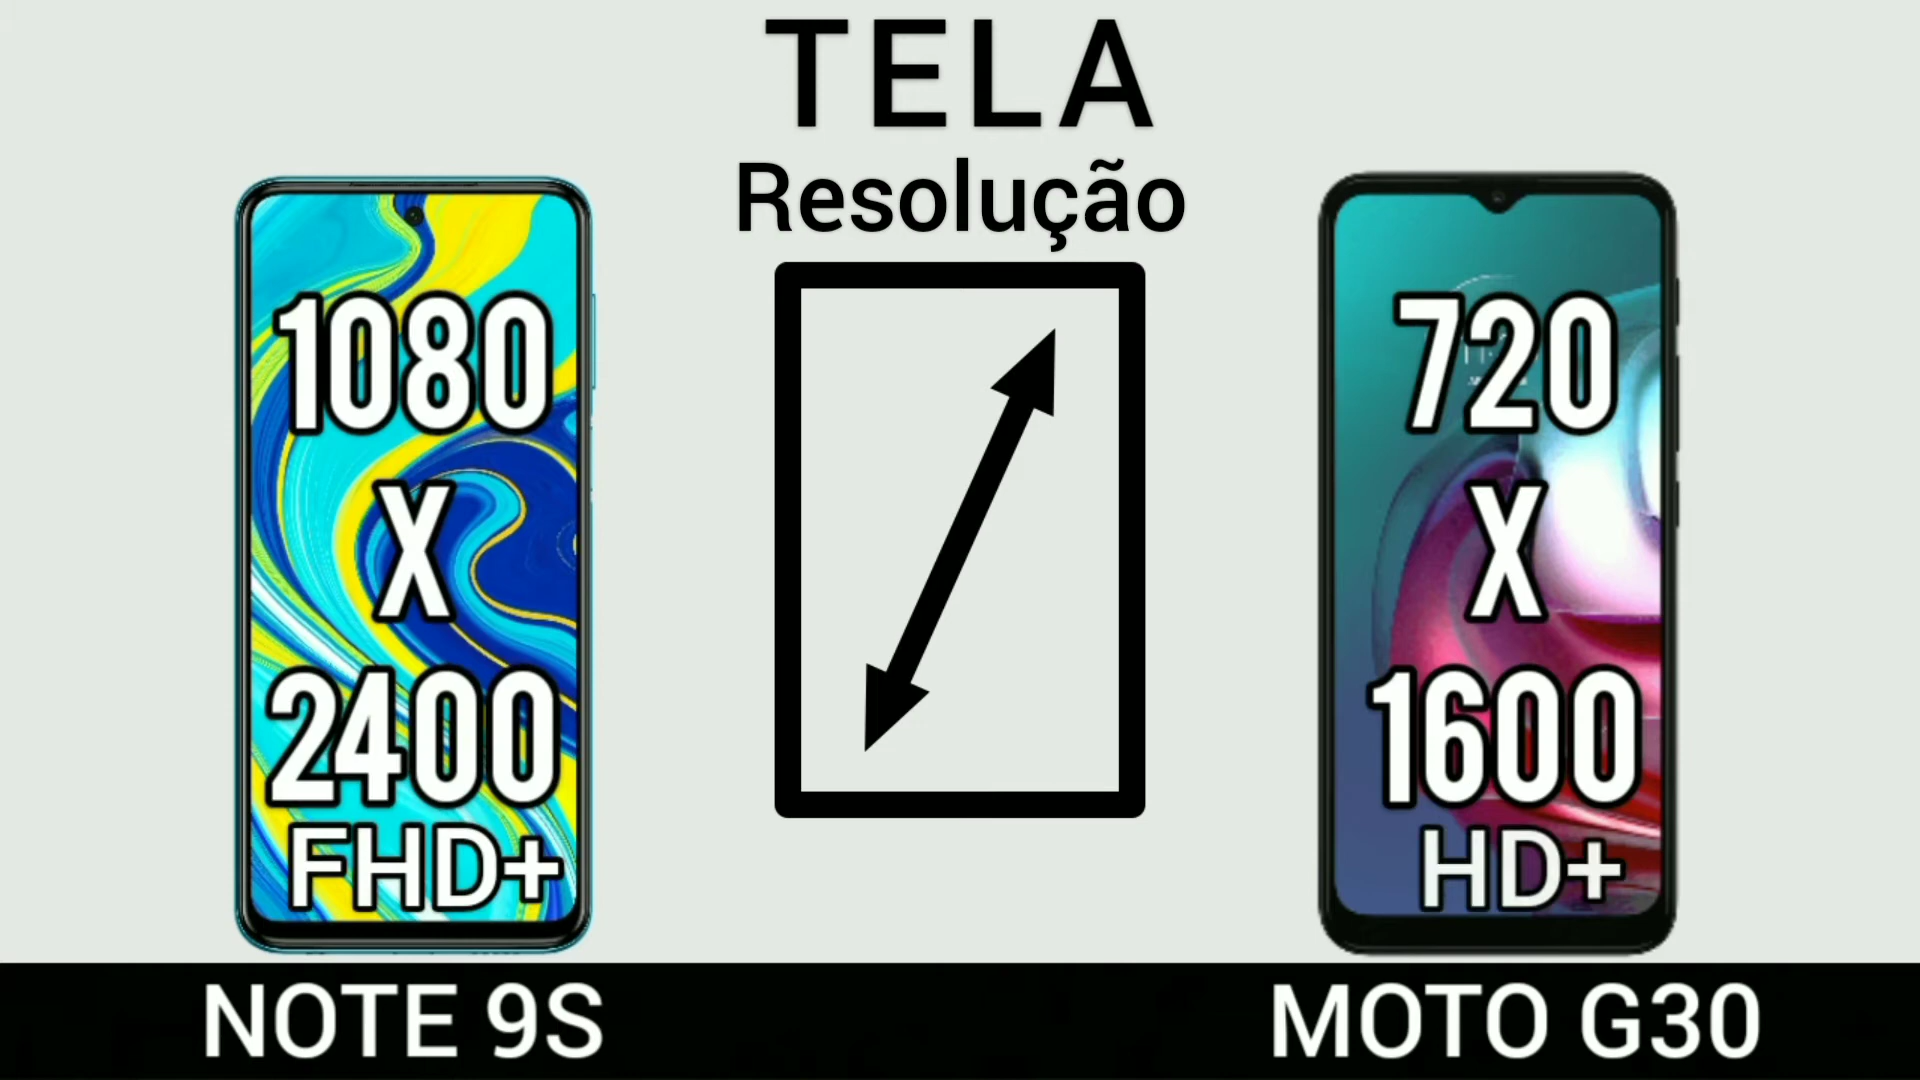 TELA
Resolução
1080
X
2400
FHD+
720
X
1600
HD+
NOTE 9S
MOTO G30